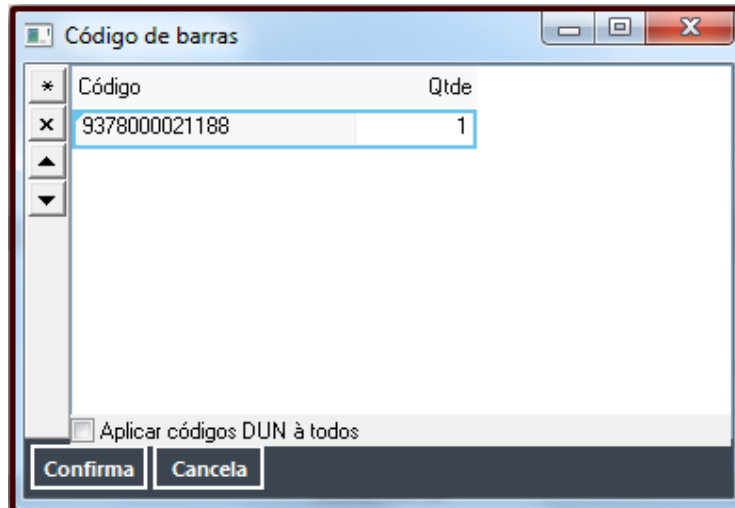 Código de barras
Código Qtde
9378000021188 1
Aplicar códigos DUN à todos
Confirma Cancela